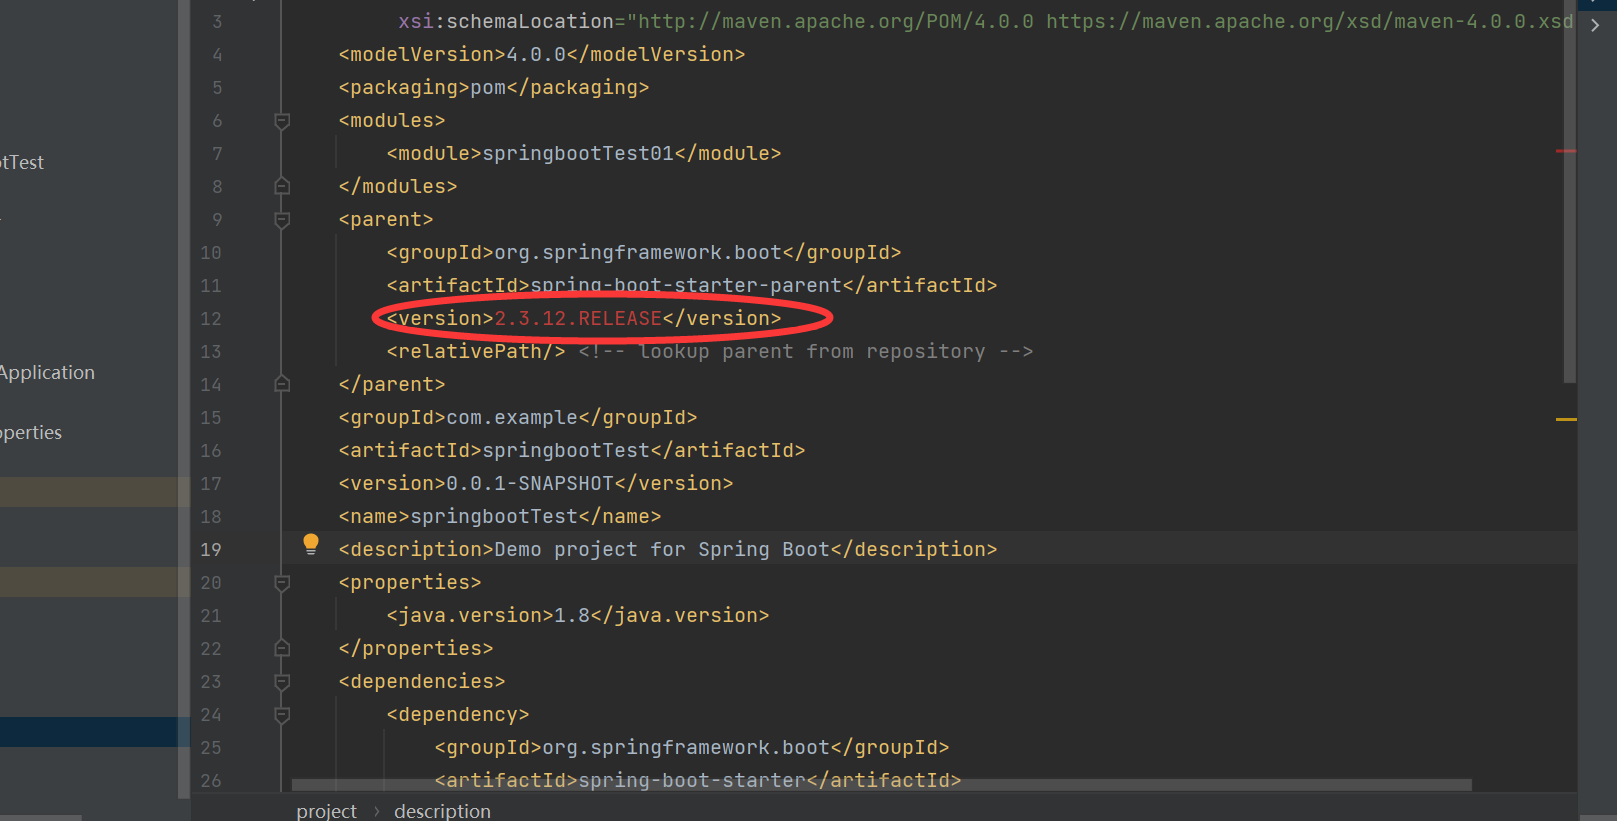 3 xsi:schemaLocation="http://maven.apache.org/POM/4.0.0 https://maven.apache.org/xsd/maven-4.0.0.xsd
4 <modelVersion>4.0.0</modelVersion>
5 <packaging>pom</packaging>
6 <modules>
7 <module>springbootTest01</module>
8 </modules>
9 <parent>
10 <groupId>org.springframework.boot</groupId>
11 <artifactId>spring-boot-starter-parent</artifactId>
12 <version>2.3.12.RELEASE</version>
13 <relativePath/> <!-- lookup parent from repository -->
14 </parent>
15 <groupId>com.example</groupId>
16 <artifactId>springbootTest</artifactId>
17 <version>0.0.1-SNAPSHOT</version>
18 <name>springbootTest</name>
19 <description>Demo project for Spring Boot</description>
20 <properties>
21 <java.version>1.8</java.version>
22 </properties>
23 <dependencies>
24 <dependency>
25 <groupId>org.springframework.boot</groupId>
26 <artifactId>spring-boot-starter</artifactId>
project › description
otTest
Application
operties